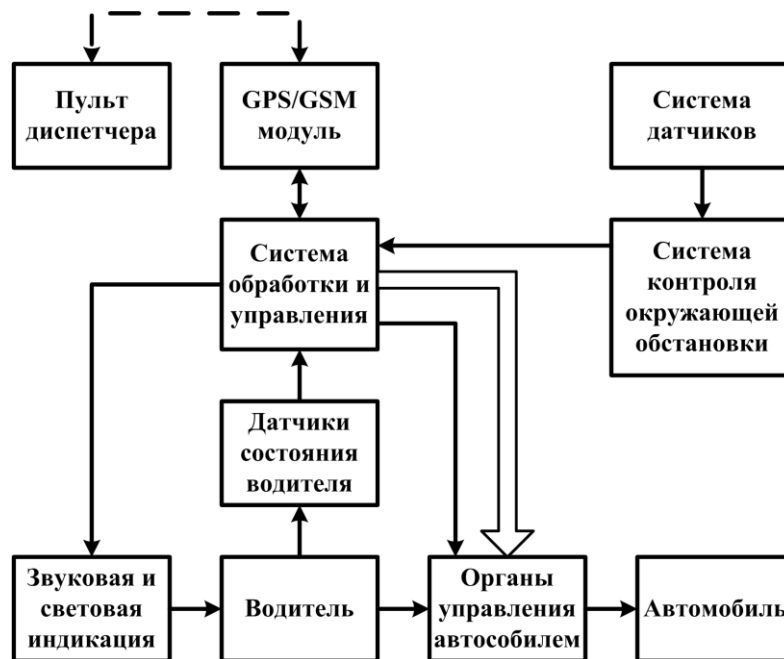 Пульт
диспетчера
GPS/GSM
модуль
Система
датчиков
Система
обработки и
управления
Система
контроля
окружающей
обстановки
Датчики
состояния
водителя
Звуковая и
световая
индикация
Водитель
Органы
управления
автособилем
Автомобиль